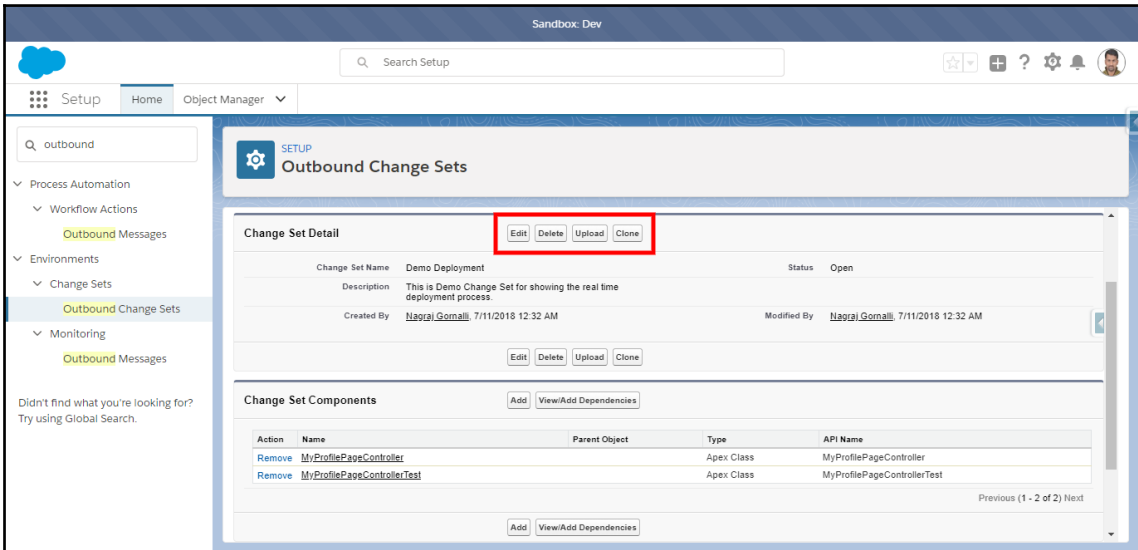 Sandbox: Dev
Search Setup
Setup Home Object Manager
outbound
Process Automation
Workflow Actions
Outbound Messages
Environments
Change Sets
Outbound Change Sets
Monitoring
Outbound Messages
Didn't find what you're looking for?
Try using Global Search.
SETUP
Outbound Change Sets
Change Set Detail Edit Delete Upload Clone
Change Set Name Demo Deployment Status Open
Description This is Demo Change Set for showing the real time
deployment process.
Created By Nagraj Gornalli, 7/11/2018 12:32 AM Modified By Nagraj Gornalli, 7/11/2018 12:32 AM
Edit Delete Upload Clone
Change Set Components Add View/Add Dependencies
Action Name Parent Object Type API Name
Remove MyProfilePageController Apex Class MyProfilePageController
Remove MyProfilePageControllerTest Apex Class MyProfilePageControllerTest
Previous (1 - 2 of 2) Next
Add View/Add Dependencies